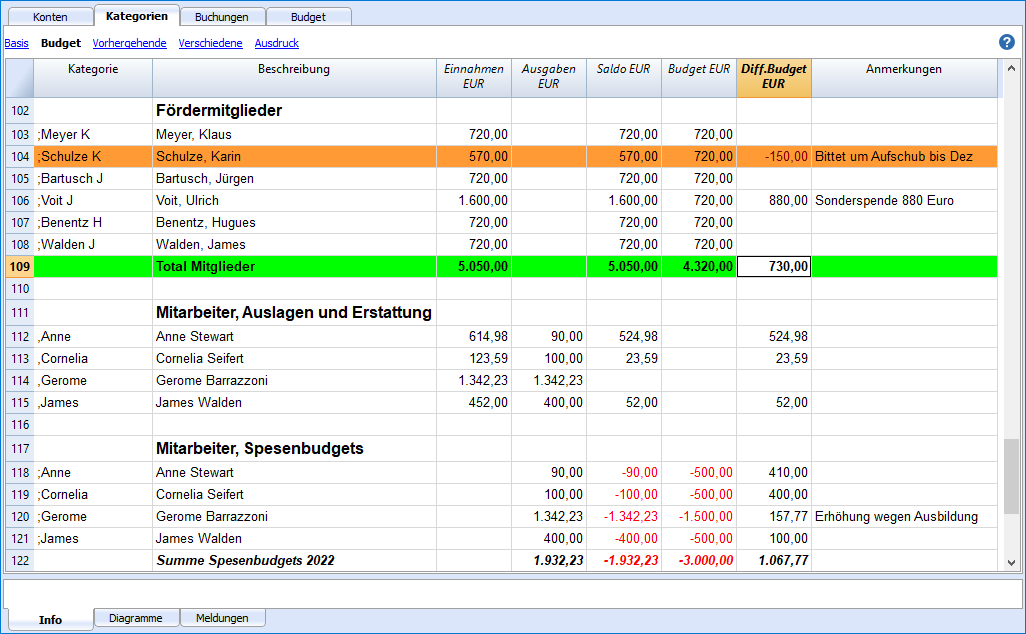 Konten Kategorien Buchungen Budget
Basis Budget Vorhergehende Verschiedene Ausdruck ?
Kategorie Beschreibung Einnahmen EUR Ausgaben EUR Saldo EUR Budget EUR Diff.Budget EUR Anmerkungen
102 Fördermitglieder
103 ;Meyer K Meyer, Klaus 720,00 720,00 720,00
104 ;Schulze K Schulze, Karin 570,00 570,00 720,00 -150,00 Bittet um Aufschub bis Dez
105 ;Bartusch J Bartusch, Jürgen 720,00 720,00 720,00
106 ;Voit J Voit, Ulrich 1.600,00 1.600,00 720,00 880,00 Sonderspende 880 Euro
107 ;Benentz H Benentz, Hugues 720,00 720,00 720,00
108 ;Walden J Walden, James 720,00 720,00 720,00
109 Total Mitglieder 5.050,00 5.050,00 4.320,00 730,00
110
111 Mitarbeiter, Auslagen und Erstattung
112 ,Anne Anne Stewart 614,98 90,00 524,98 524,98
113 ,Cornelia Cornelia Seifert 123,59 100,00 23,59 23,59
114 ,Gerome Gerome Barrazzoni 1.342,23 1.342,23
115 ,James James Walden 452,00 400,00 52,00 52,00
116
117 Mitarbeiter, Spesenbudgets
118 ;Anne Anne Stewart 90,00 -90,00 -500,00 410,00
119 ;Cornelia Cornelia Seifert 100,00 -100,00 -500,00 400,00
120 ;Gerome Gerome Barrazzoni 1.342,23 -1.342,23 -1.500,00 157,77 Erhöhung wegen Ausbildung
121 ;James James Walden 400,00 -400,00 -500,00 100,00
122 Summe Spesenbudgets 2022 1.932,23 -1.932,23 -3.000,00 1.067,77
Info Diagramme Meldungen